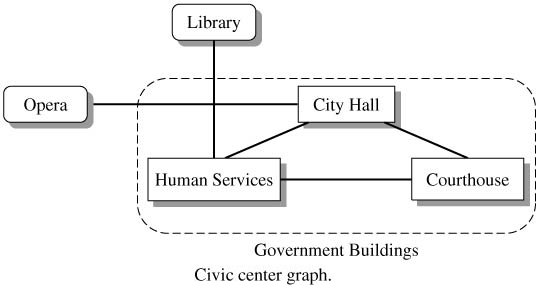 Library
Opera
City Hall
Human Services
Courthouse
Government Buildings
Civic center graph.